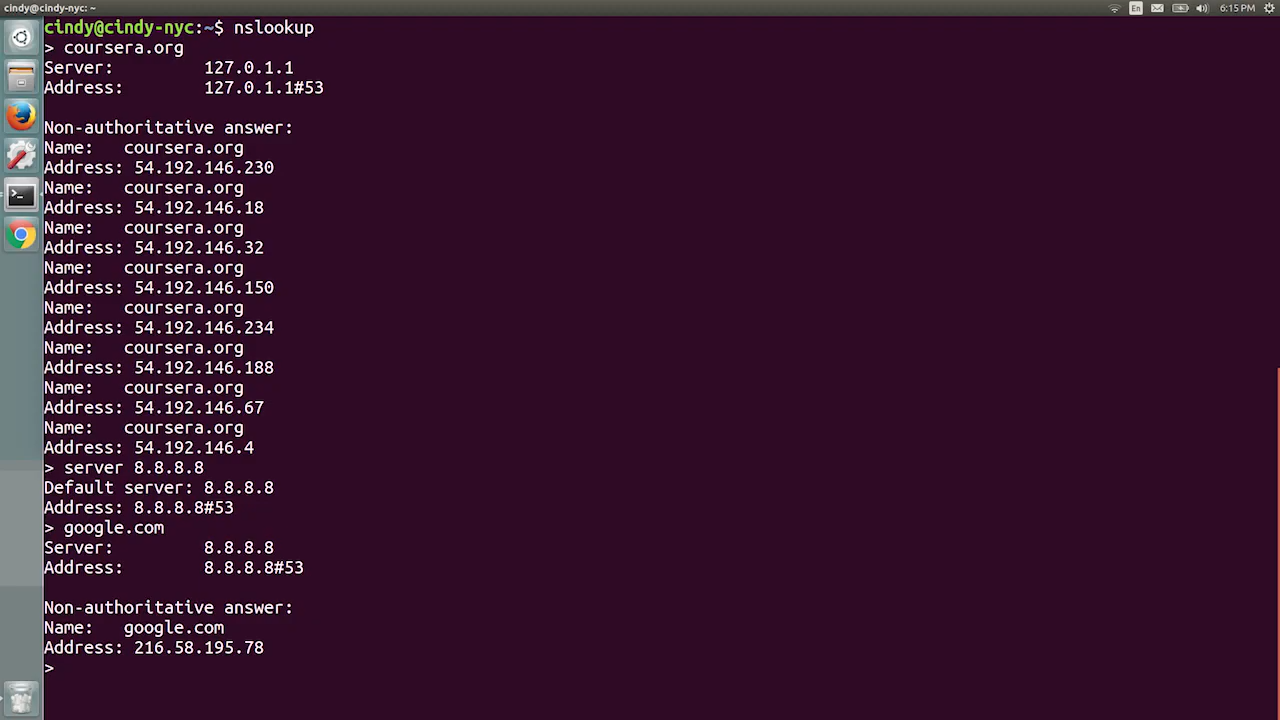 cindy@cindy-nyc: ~
En
6:15 PM
cindy@cindy-nyc:~$ nslookup
> coursera.org
Server:		127.0.1.1
Address:	127.0.1.1#53
Non-authoritative answer:
Name:	coursera.org
Address: 54.192.146.230
Name:	coursera.org
Address: 54.192.146.18
Name:	coursera.org
Address: 54.192.146.32
Name:	coursera.org
Address: 54.192.146.150
Name:	coursera.org
Address: 54.192.146.234
Name:	coursera.org
Address: 54.192.146.188
Name:	coursera.org
Address: 54.192.146.67
Name:	coursera.org
Address: 54.192.146.4
> server 8.8.8.8
Default server: 8.8.8.8
Address: 8.8.8.8#53
> google.com
Server:		8.8.8.8
Address:	8.8.8.8#53
Non-authoritative answer:
Name:	google.com
Address: 216.58.195.78
>